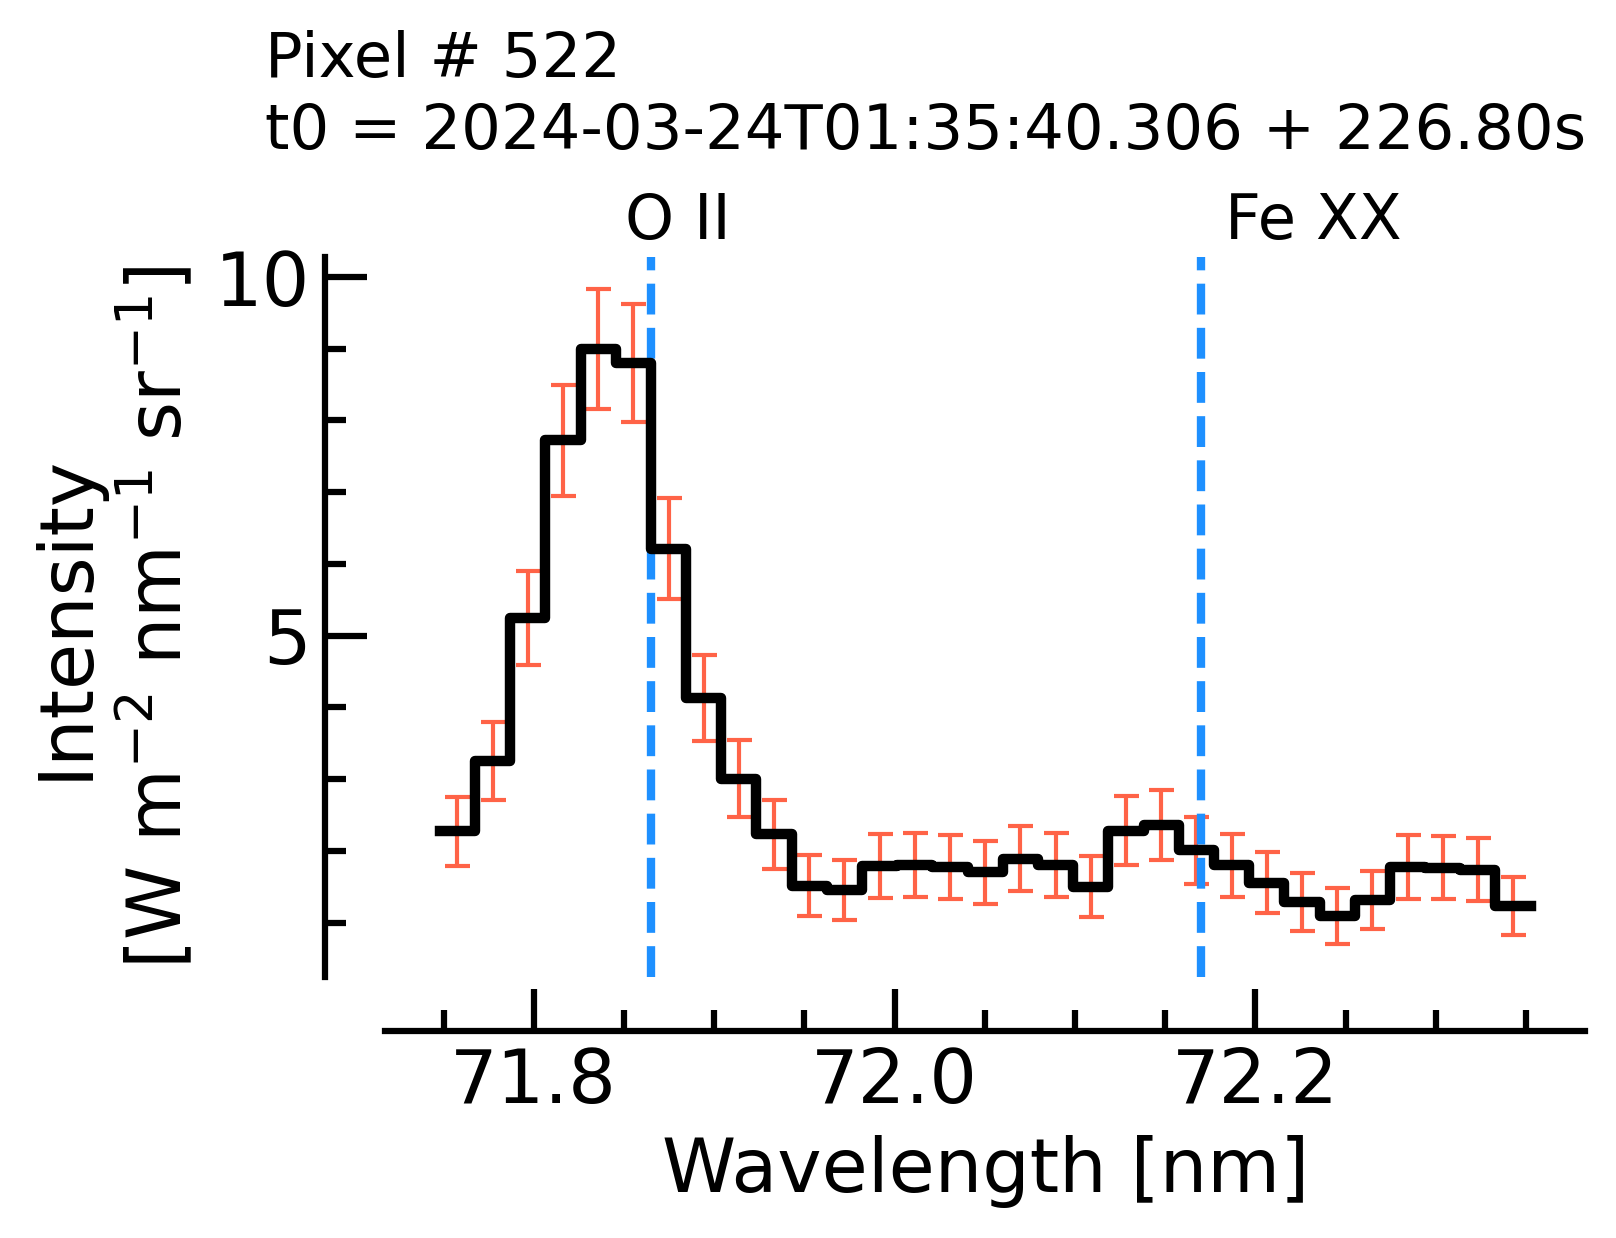 Pixel # 522
t0 = 2024-03-24T01:35:40.306 + 226.80s
O II
Fe XX
10
5
Intensity
[W m⁻² nm⁻¹ sr⁻¹]
71.8
72.0
72.2
Wavelength [nm]